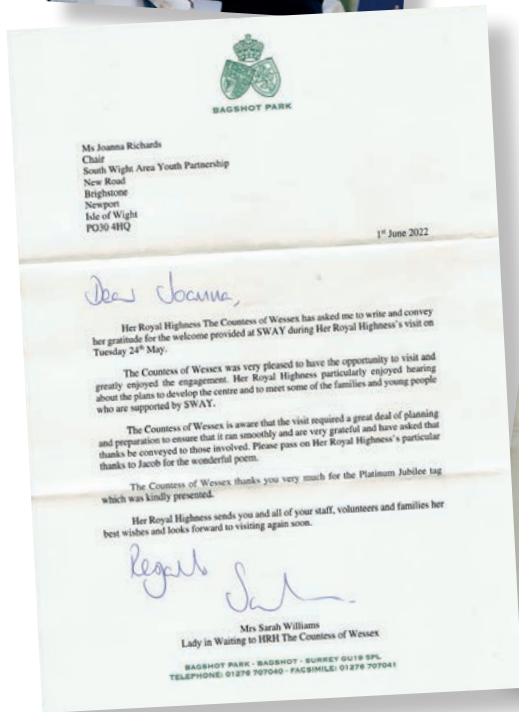 BAGSHOT PARK
Ms Joanna Richards
Chair
South Wight Area Youth Partnership
New Road
Brighstone
Newport
Isle of Wight
PO30 4HQ
1st June 2022
Dear Joanna,
Her Royal Highness The Countess of Wessex has asked me to write and convey
her gratitude for the welcome provided at SWAY during Her Royal Highness's visit on
Tuesday 24th May.
The Countess of Wessex was very pleased to have the opportunity to visit and
greatly enjoyed the engagement. Her Royal Highness particularly enjoyed hearing
about the plans to develop the centre and to meet some of the families and young people
who are supported by SWAY.
The Countess of Wessex is aware that the visit required a great deal of planning
and preparation to ensure that it ran smoothly and are very grateful and have asked that
thanks be conveyed to those involved. Please pass on Her Royal Highness's particular
thanks to Jacob for the wonderful poem.
The Countess of Wessex thanks you very much for the Platinum Jubilee tag
which was kindly presented.
Her Royal Highness sends you and all of your staff, volunteers and families her
best wishes and looks forward to visiting again soon.
Regards
Mrs Sarah Williams
Lady in Waiting to HRH The Countess of Wessex
BAGSHOT PARK - BAGSHOT - SURREY GU19 5PL
TELEPHONE: 01276 707040 - FACSIMILE: 01276 707041